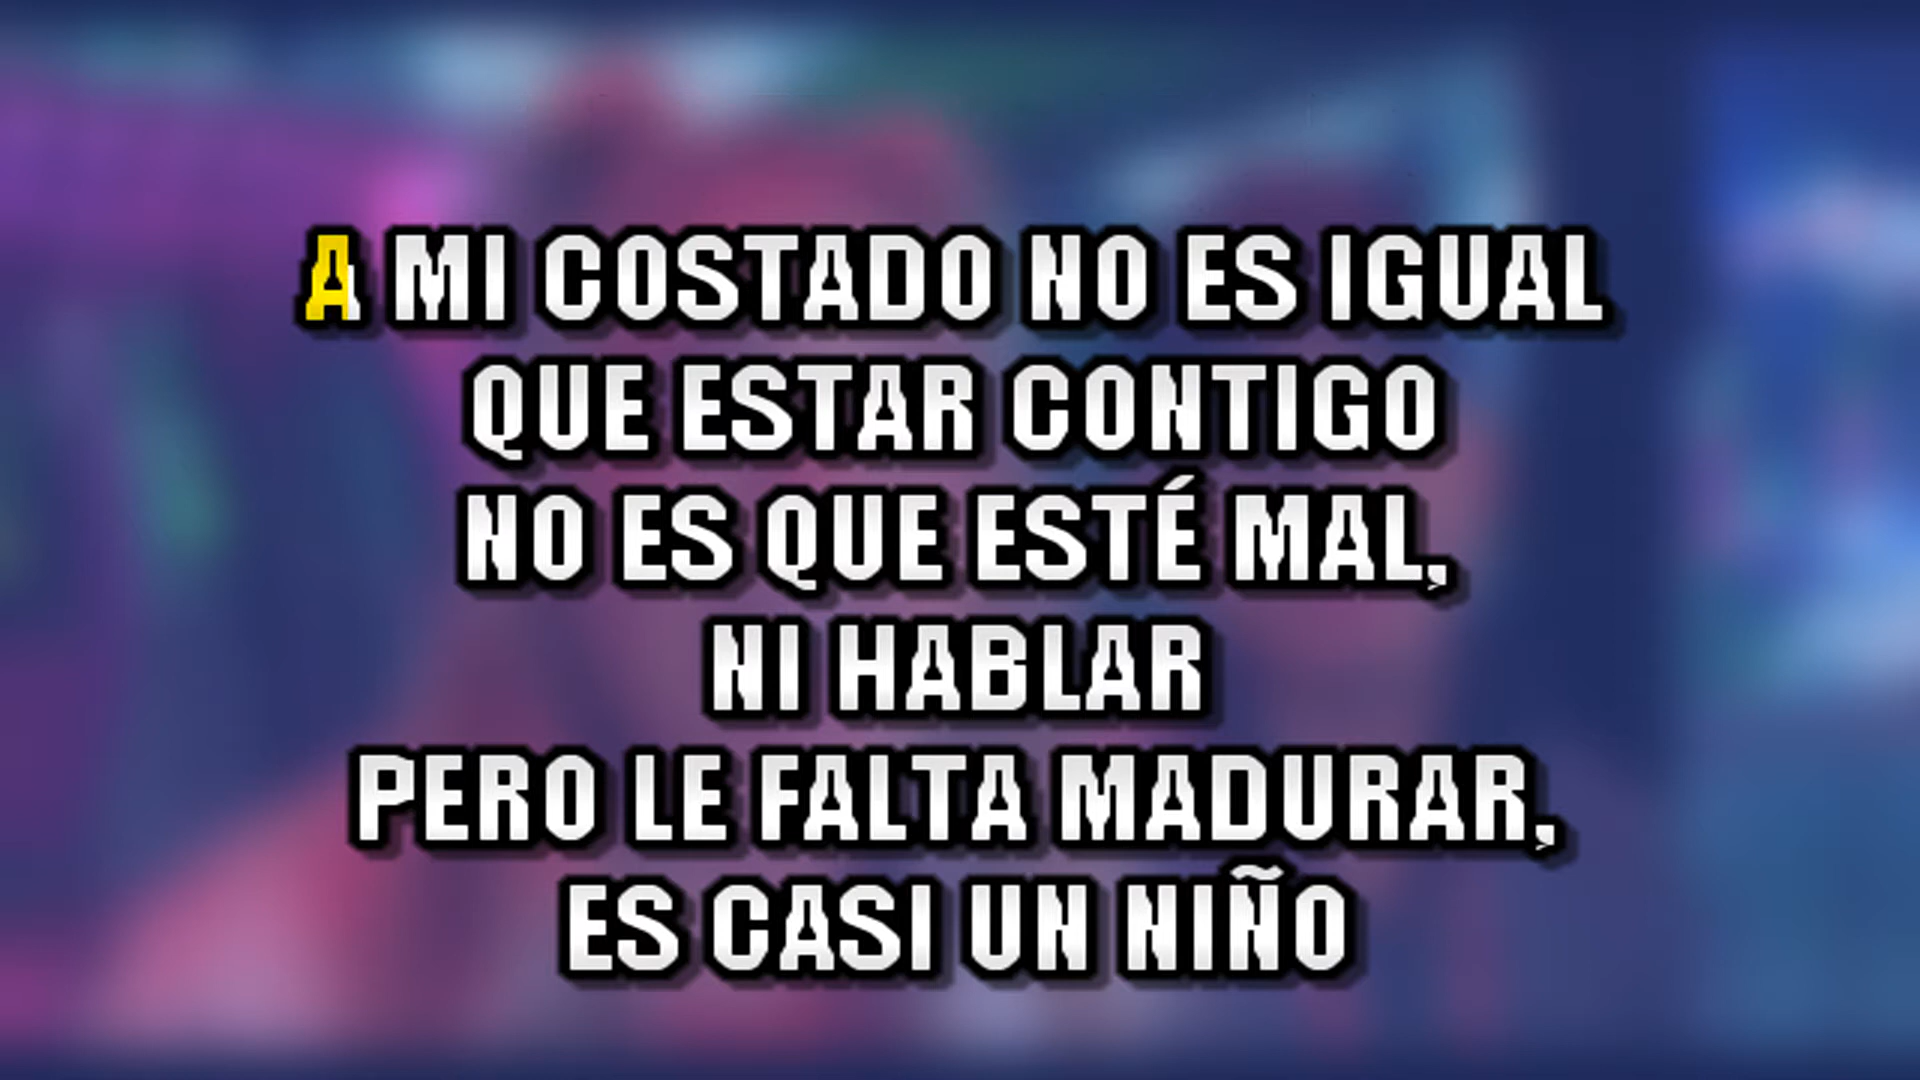 A MI COSTADO NO ES IGUAL
QUE ESTAR CONTIGO
NO ES QUE ESTÉ MAL,
NI HABLAR
PERO LE FALTA MADURAR,
ES CASI UN NIÑO